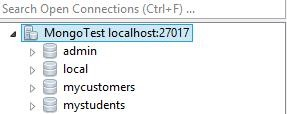 Search Open Connections (Ctrl+F) ...
MongoTest localhost:27017
admin
local
mycustomers
mystudents